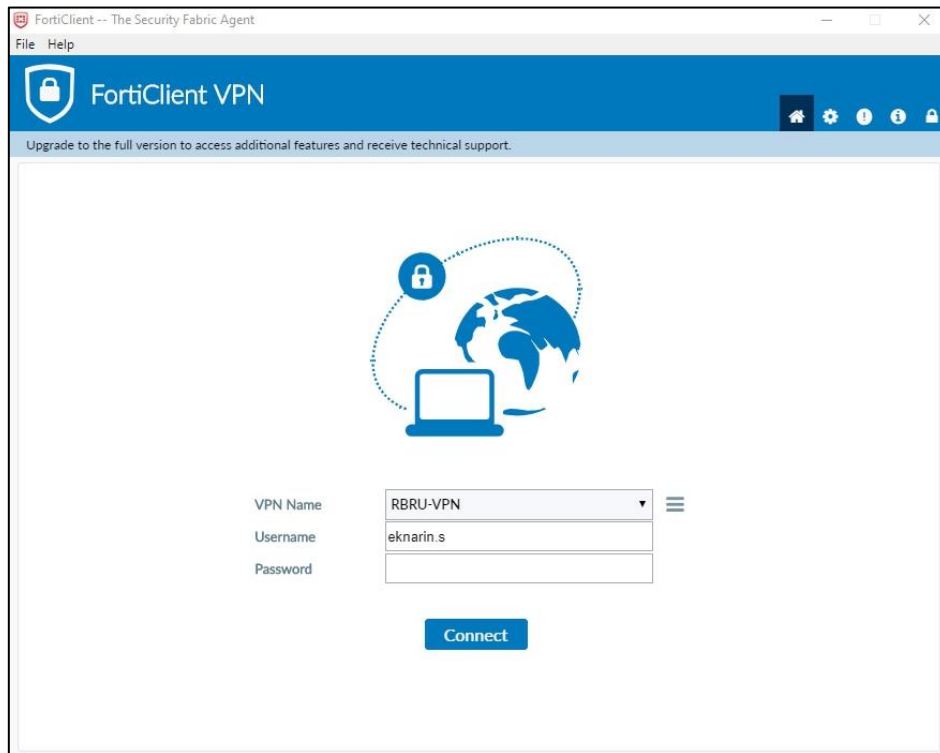 FortiClient -- The Security Fabric Agent
File Help
FortiClient VPN
Upgrade to the full version to access additional features and receive technical support.
VPN Name RBRU-VPN
Username eknarin.s
Password
Connect